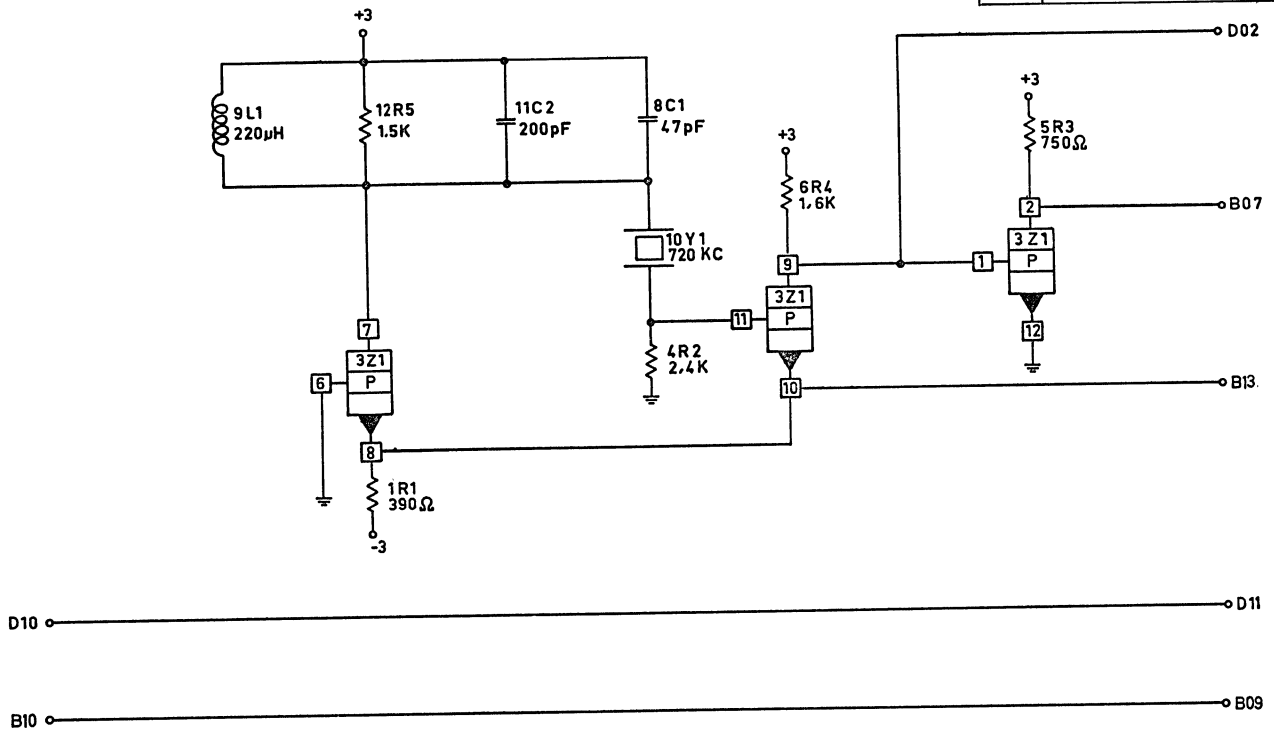 +3
D02
9L1
220µH
12R5
1.5K
11C2
200pF
8C1
47pF
+3
5R3
750Ω
+3
6R4
1.6K
2
B07
10Y1
720 KC
9
1
3Z1
P
3Z1
P
11
12
7
4R2
2.4K
3Z1
6
P
10
B13.
8
1R1
390Ω
-3
D10
D11
B10
B09